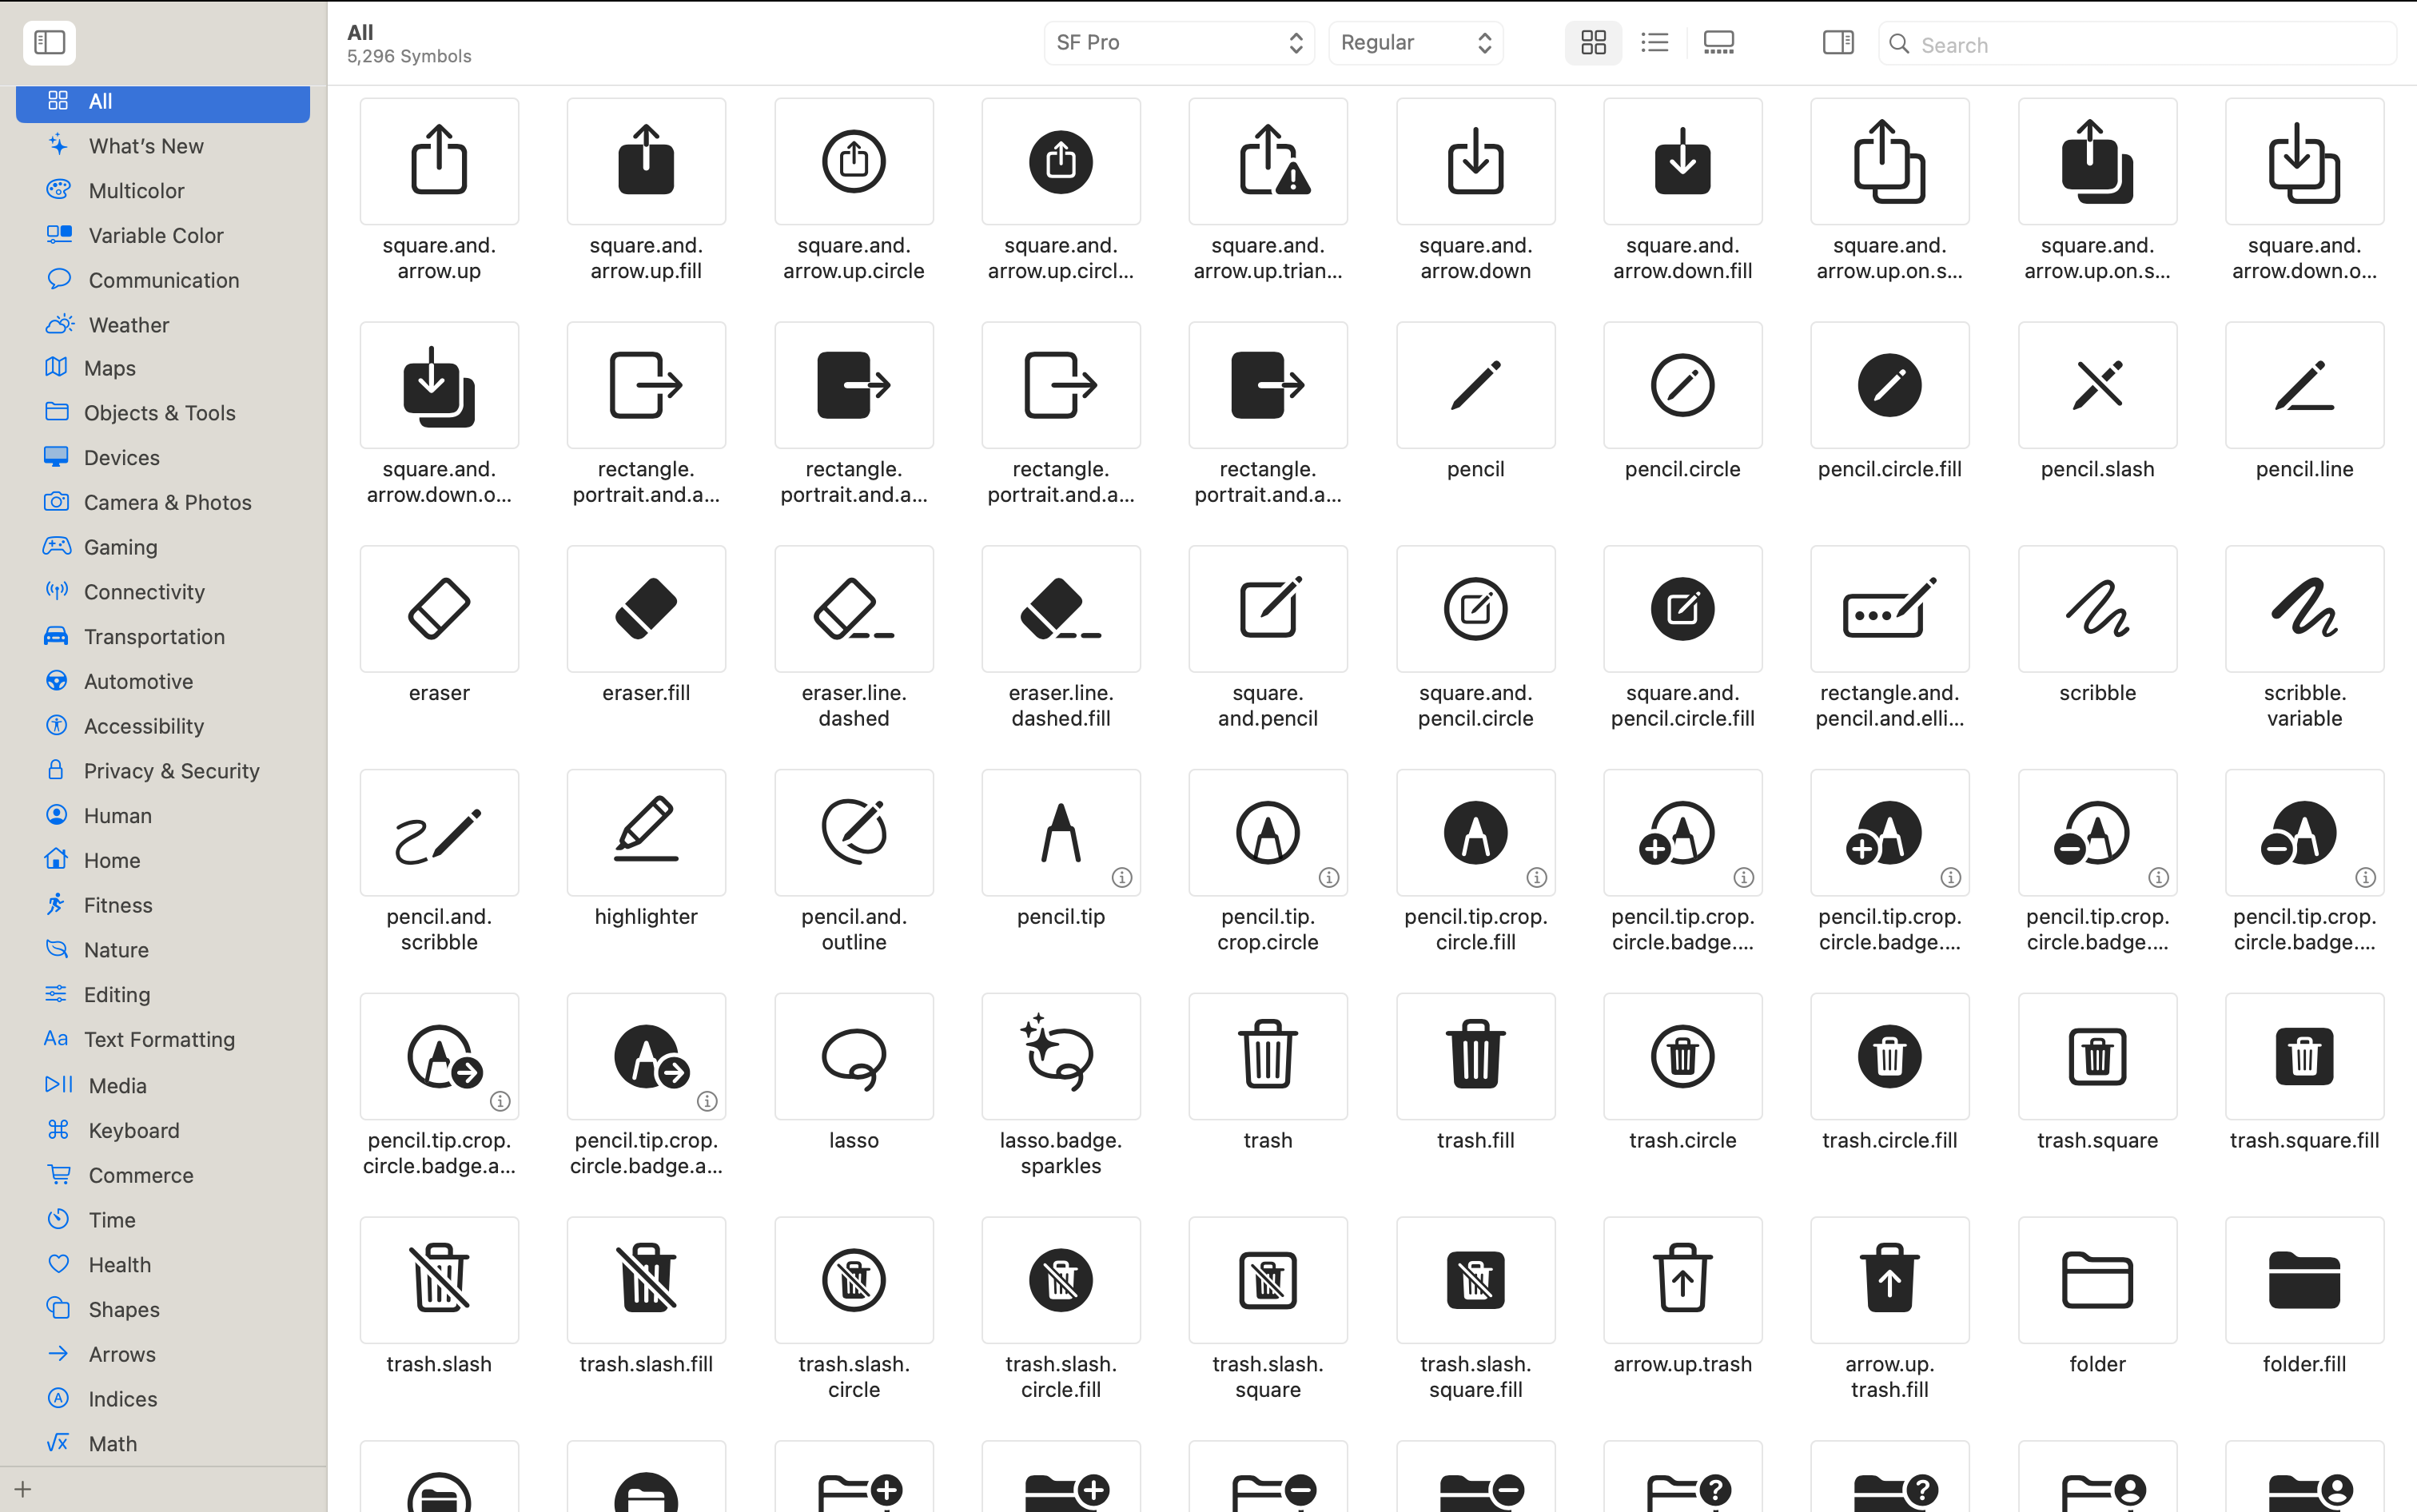 All
5,296 Symbols
SF Pro
Regular
Search
All
What's New
Multicolor
Variable Color
Communication
Weather
Maps
Objects & Tools
Devices
Camera & Photos
Gaming
Connectivity
Transportation
Automotive
Accessibility
Privacy & Security
Human
Home
Fitness
Nature
Editing
Aa Text Formatting
Media
Keyboard
Commerce
Time
Health
Shapes
Arrows
A Indices
√x Math
square.and.
arrow.up
square.and.
arrow.up.fill
square.and.
arrow.up.circle
square.and.
arrow.up.circl...
square.and.
arrow.up.trian...
square.and.
arrow.down
square.and.
arrow.down.fill
square.and.
arrow.up.on.s...
square.and.
arrow.up.on.s...
square.and.
arrow.down.o...
square.and.
arrow.down.o...
rectangle.
portrait.and.a...
rectangle.
portrait.and.a...
rectangle.
portrait.and.a...
rectangle.
portrait.and.a...
pencil
pencil.circle
pencil.circle.fill
pencil.slash
pencil.line
eraser
eraser.fill
eraser.line.
dashed
eraser.line.
dashed.fill
square.
and.pencil
square.and.
pencil.circle
square.and.
pencil.circle.fill
rectangle.and.
pencil.and.elli...
scribble
scribble.
variable
pencil.and.
scribble
highlighter
pencil.and.
outline
pencil.tip
pencil.tip.
crop.circle
pencil.tip.crop.
circle.fill
pencil.tip.crop.
circle.badge....
pencil.tip.crop.
circle.badge....
pencil.tip.crop.
circle.badge....
pencil.tip.crop.
circle.badge....
pencil.tip.crop.
circle.badge.a...
pencil.tip.crop.
circle.badge.a...
lasso
lasso.badge.
sparkles
trash
trash.fill
trash.circle
trash.circle.fill
trash.square
trash.square.fill
trash.slash
trash.slash.fill
trash.slash.
circle
trash.slash.
circle.fill
trash.slash.
square
trash.slash.
square.fill
arrow.up.trash
arrow.up.
trash.fill
folder
folder.fill